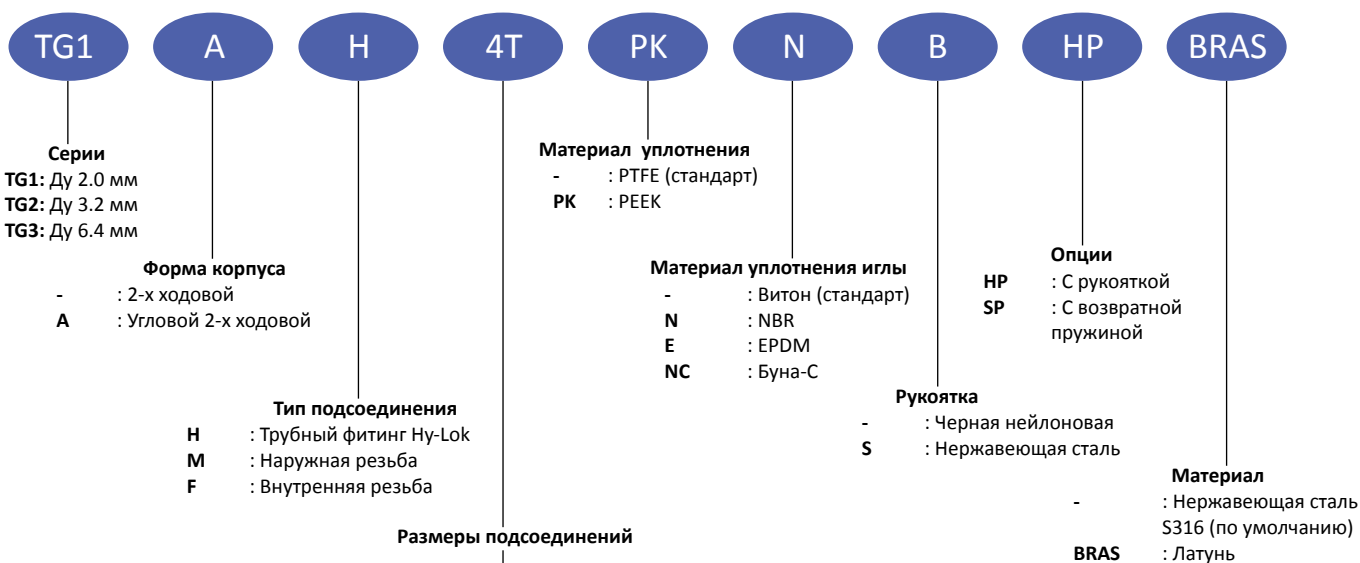 TG1 A H 4T PK N B HP BRAS
Серии
TG1: Ду 2.0 мм
TG2: Ду 3.2 мм
TG3: Ду 6.4 мм
Форма корпуса
- : 2-х ходовой
A : Угловой 2-х ходовой
Тип подсоединения
H : Трубный фитинг Hy-Lok
M : Наружная резьба
F : Внутренняя резьба
Размеры подсоединений
Материал уплотнения
- : PTFE (стандарт)
PK : PEEK
Материал уплотнения иглы
- : Витон (стандарт)
N : NBR
E : EPDM
NC : Буна-С
Рукоятка
- : Черная нейлоновая
S : Нержавеющая сталь
Опции
HP : С рукояткой
SP : С возвратной
пружиной
Материал
- : Нержавеющая сталь
S316 (по умолчанию)
BRAS : Латунь